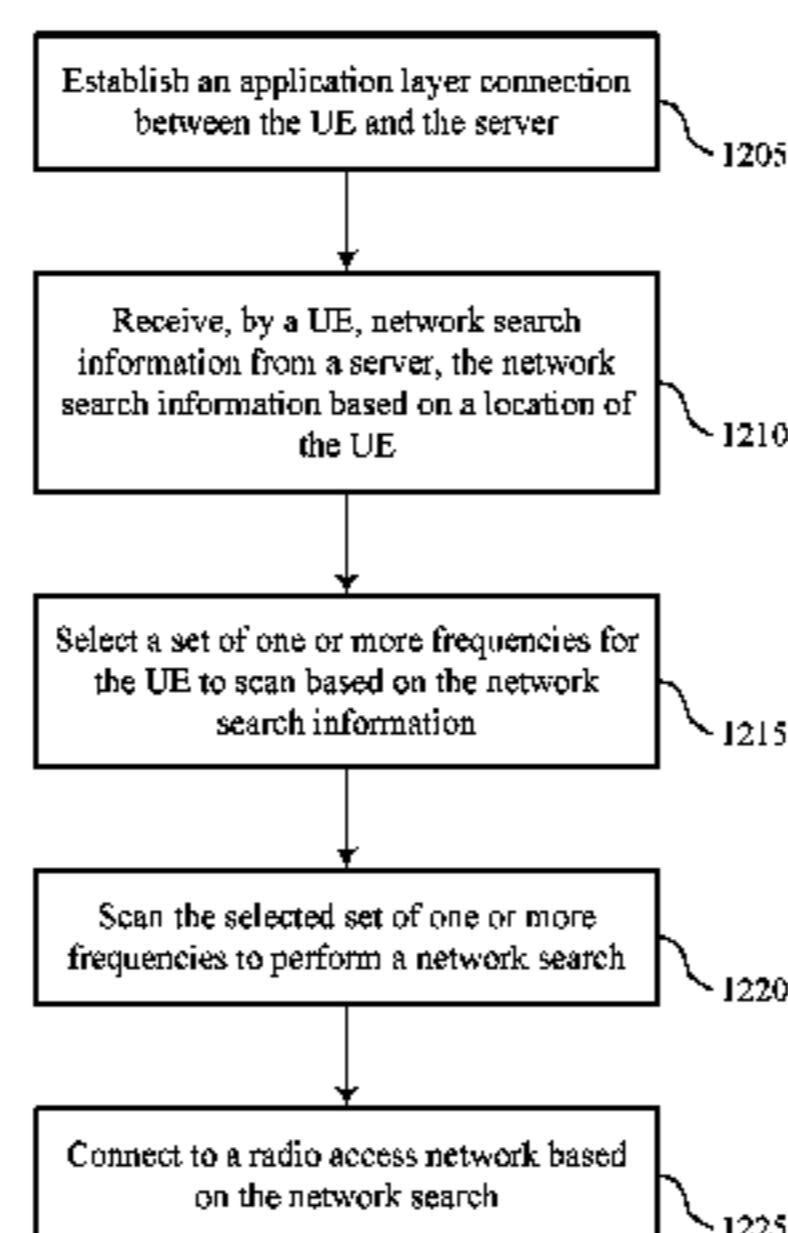 Establish an application layer connection
between the UE and the server
1205
Receive, by a UE, network search
information from a server, the network
search information based on a location of
the UE
1210
Select a set of one or more frequencies for
the UE to scan based on the network
search information
1215
Scan the selected set of one or more
frequencies to perform a network search
1220
Connect to a radio access network based
on the network search
1225